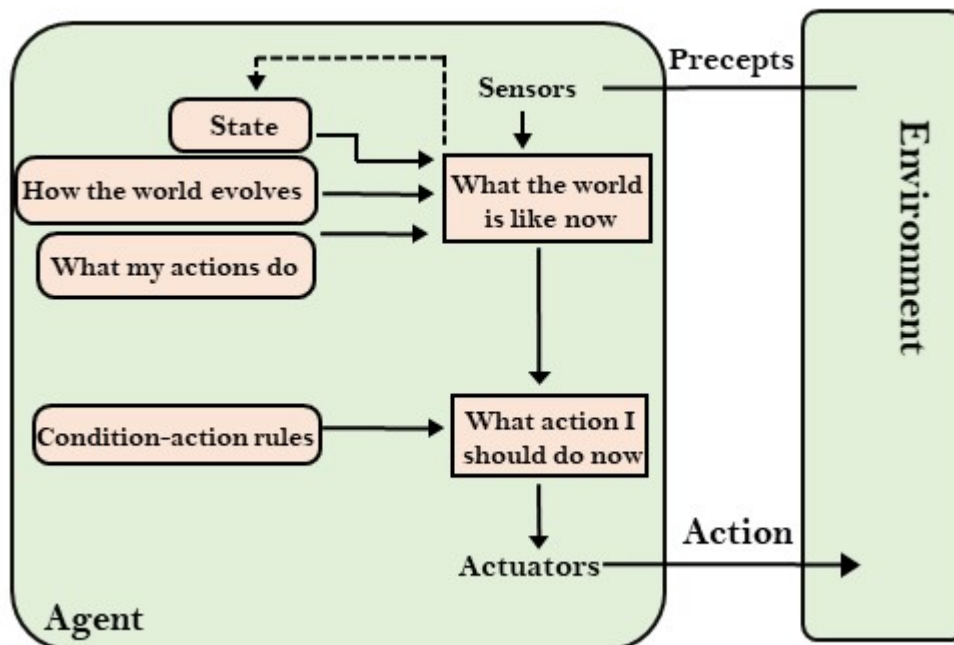 Precepts
Sensors
State
How the world evolves
What the world
is like now
What my actions do
Environment
Condition-action rules
What action I
should do now
Action
Actuators
Agent